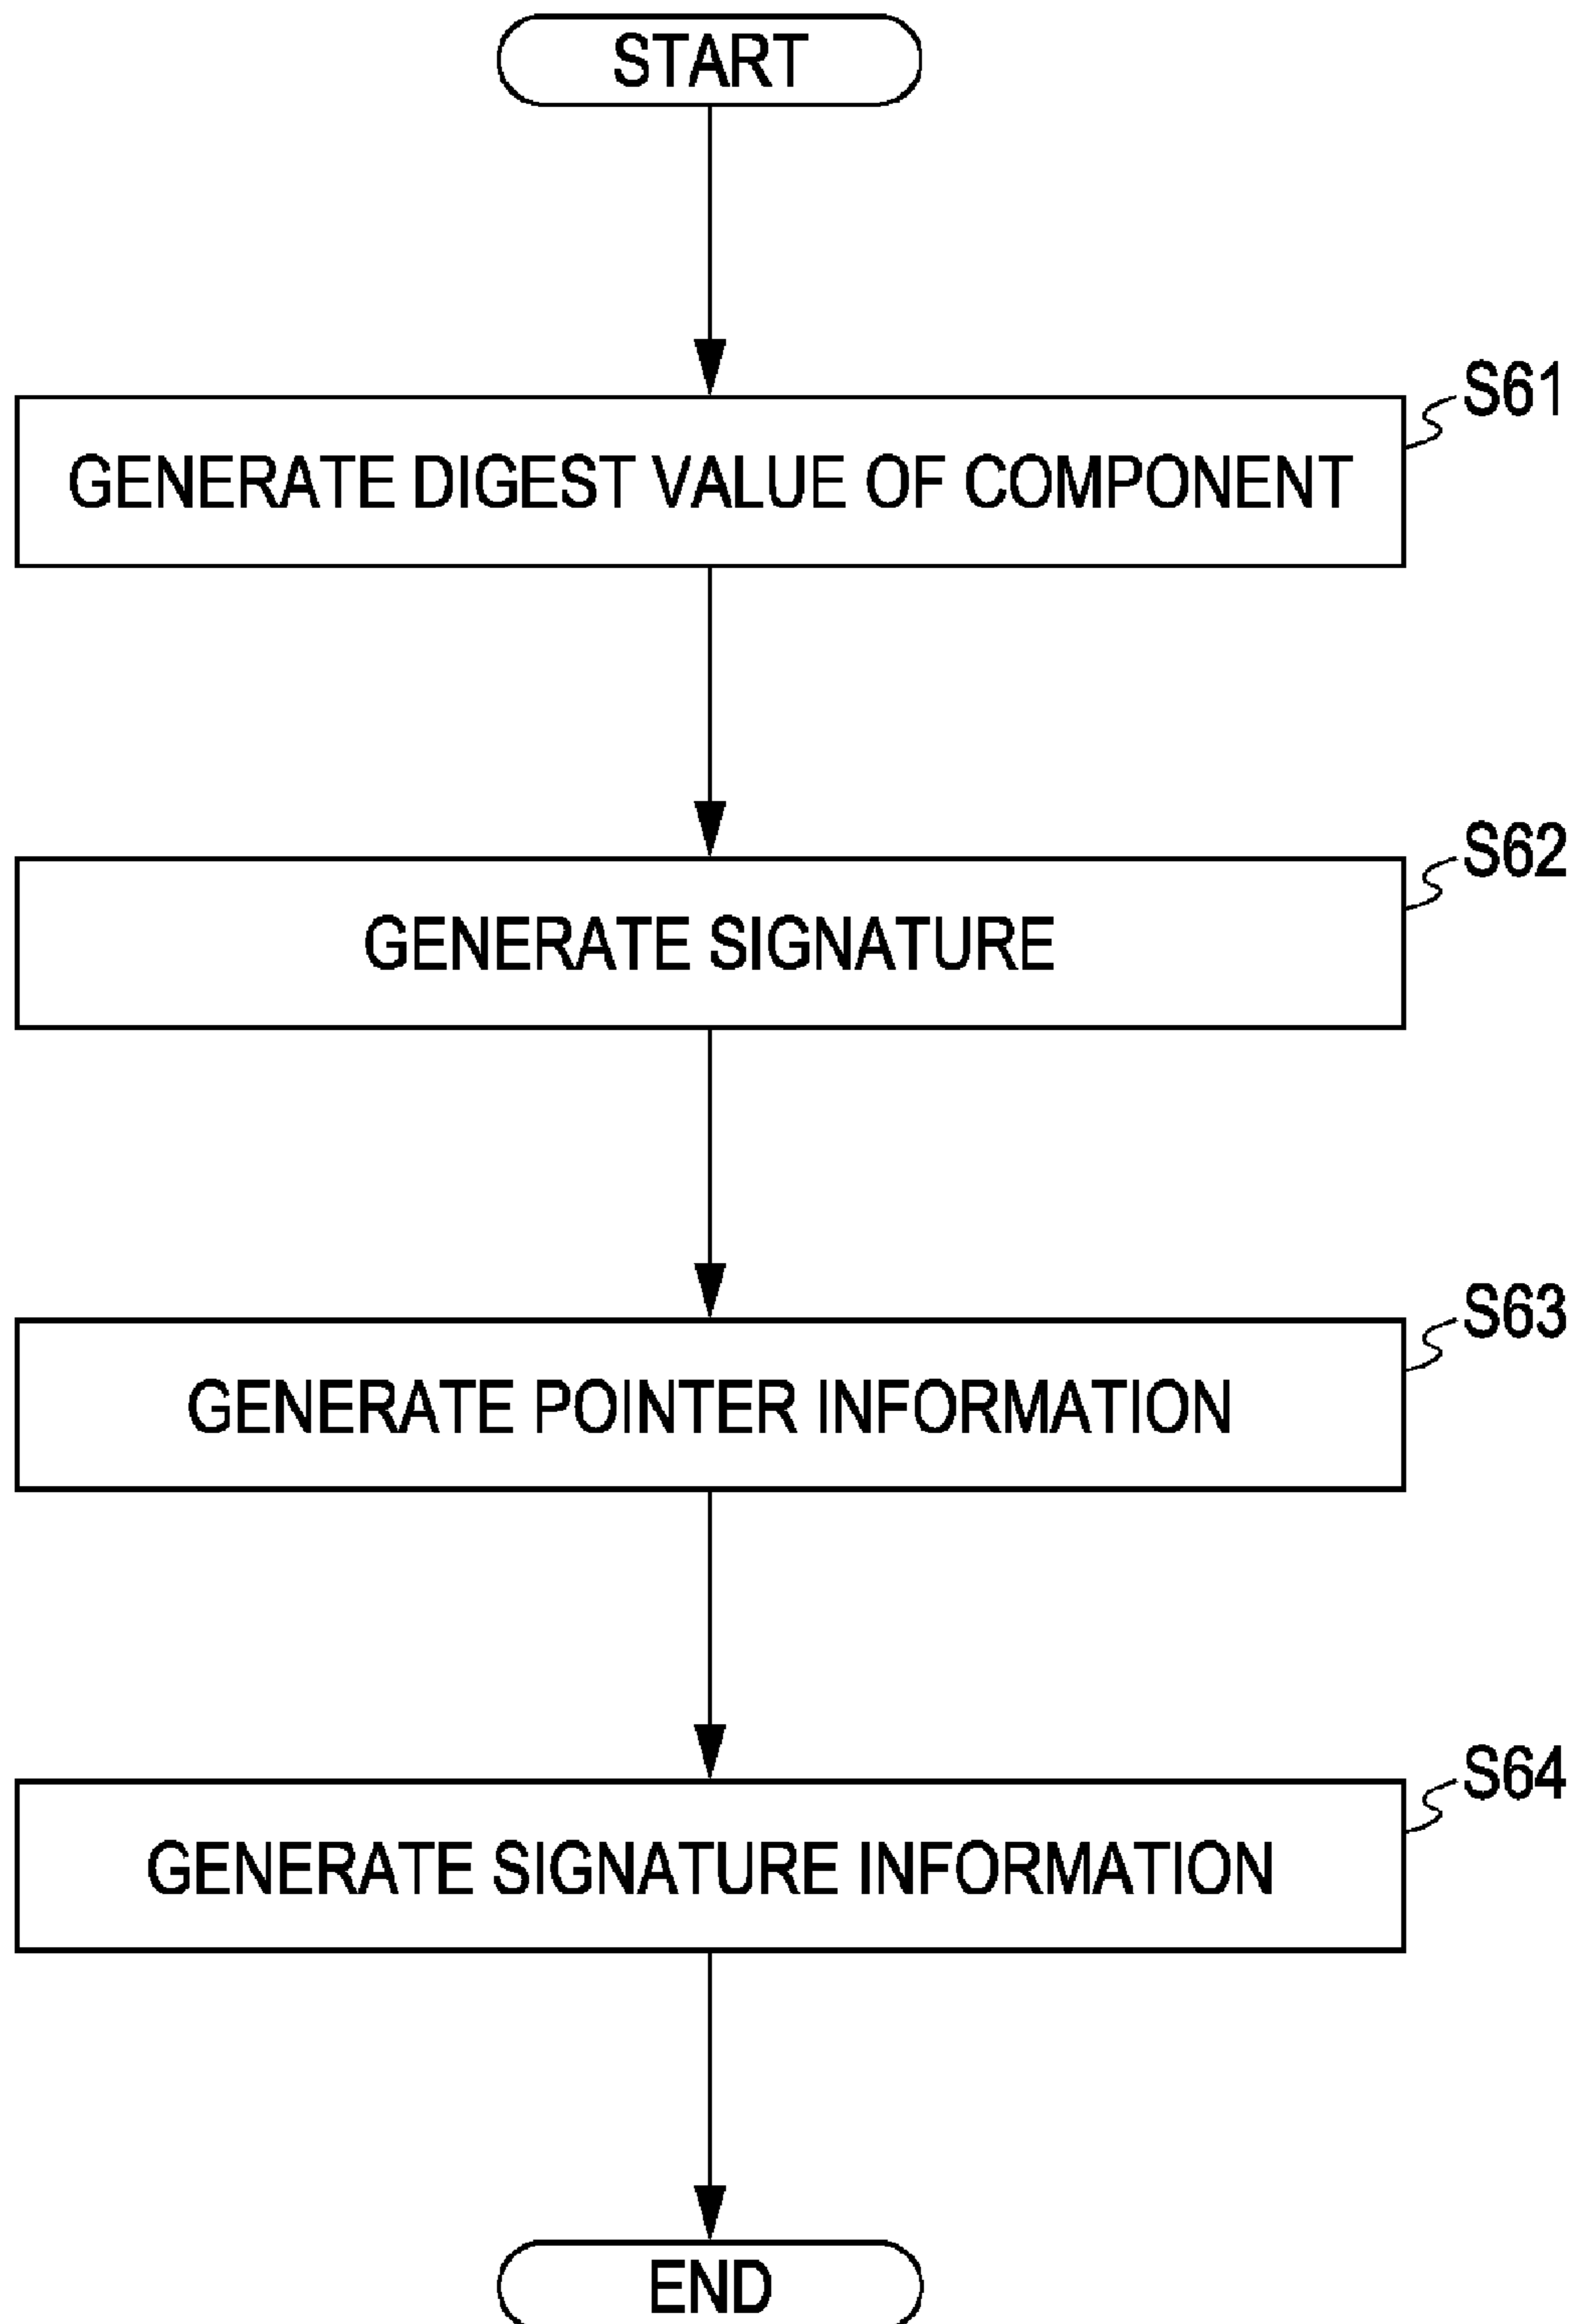 START
S61
GENERATE DIGEST VALUE OF COMPONENT
S62
GENERATE SIGNATURE
S63
GENERATE POINTER INFORMATION
S64
GENERATE SIGNATURE INFORMATION
END